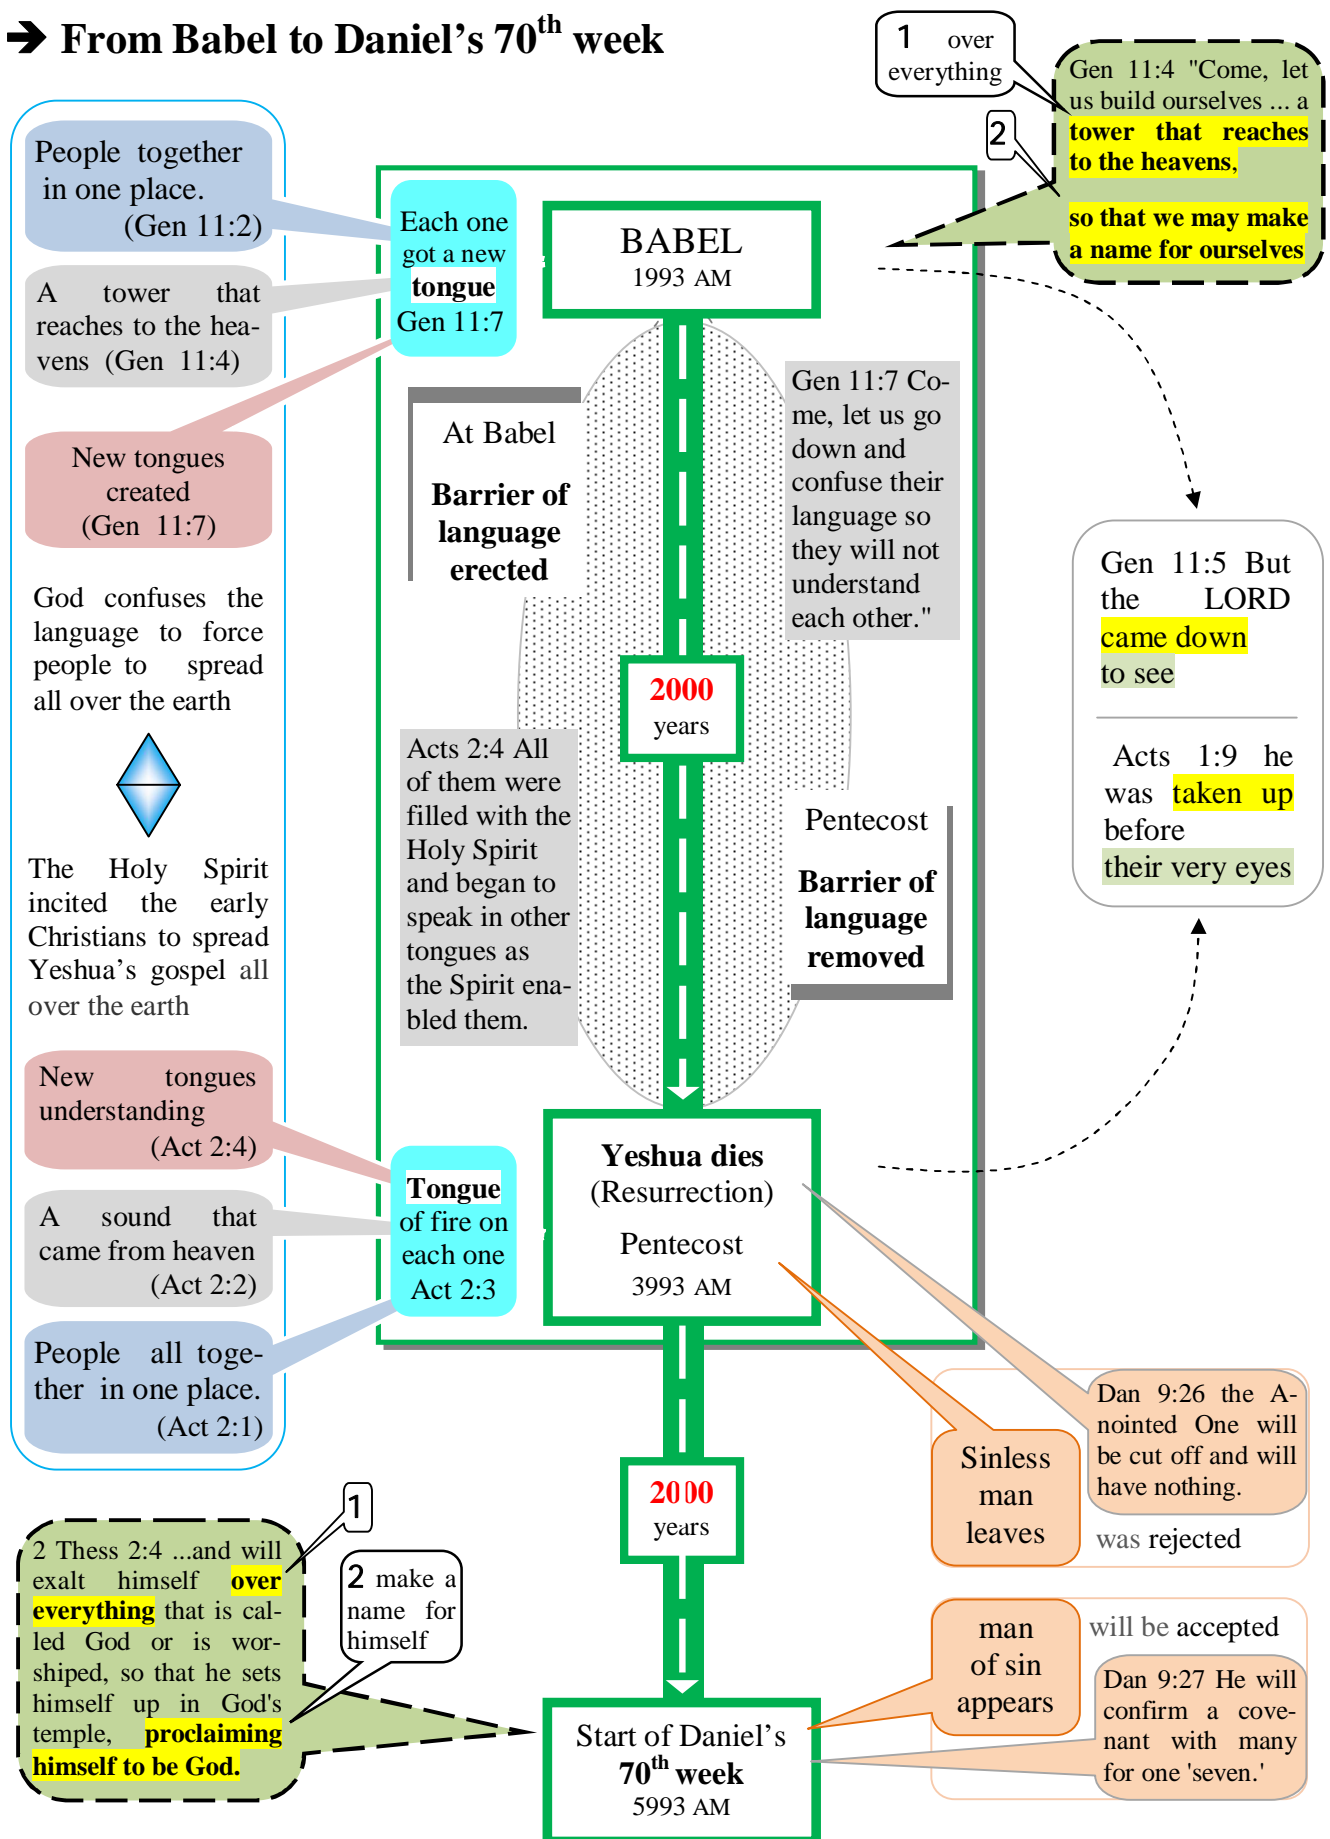 ➔ From Babel to Daniel's 70th week
1 over
everything
Gen 11:4 "Come, let
us build ourselves ... a
tower that reaches
to the heavens,
so that we may make
a name for ourselves
2
People together
in one place.
(Gen 11:2)
A tower that
reaches to the hea-
vens (Gen 11:4)
New tongues
created
(Gen 11:7)
God confuses the
language to force
people to spread
all over the earth
The Holy Spirit
incited the early
Christians to spread
Yeshua's gospel all
over the earth
New tongues
understanding
(Act 2:4)
A sound that
came from heaven
(Act 2:2)
People all toge-
ther in one place.
(Act 2:1)
Each one
got a new
tongue
Gen 11:7
BABEL
1993 AM
At Babel
Barrier of
language
erected
Gen 11:7 Co-
me, let us go
down and
confuse their
language so
they will not
understand
each other."
2000
years
Acts 2:4 All
of them were
filled with the
Holy Spirit
and began to
speak in other
tongues as
the Spirit ena-
bled them.
Pentecost
Barrier of
language
removed
Gen 11:5 But
the LORD
came down
to see
Acts 1:9 he
was taken up
before
their very eyes
Tongue
of fire on
each one
Act 2:3
Yeshua dies
(Resurrection)
Pentecost
3993 AM
2000
years
Dan 9:26 the A-
nointed One will
be cut off and will
have nothing.
Sinless
man
leaves
was rejected
1
2 Thess 2:4 ...and will
exalt himself over
everything that is cal-
led God or is wor-
shiped, so that he sets
himself up in God's
temple, proclaiming
himself to be God.
2 make a
name for
himself
man
of sin
appears
will be accepted
Dan 9:27 He will
confirm a cove-
nant with many
for one 'seven.'
Start of Daniel's
70th week
5993 AM